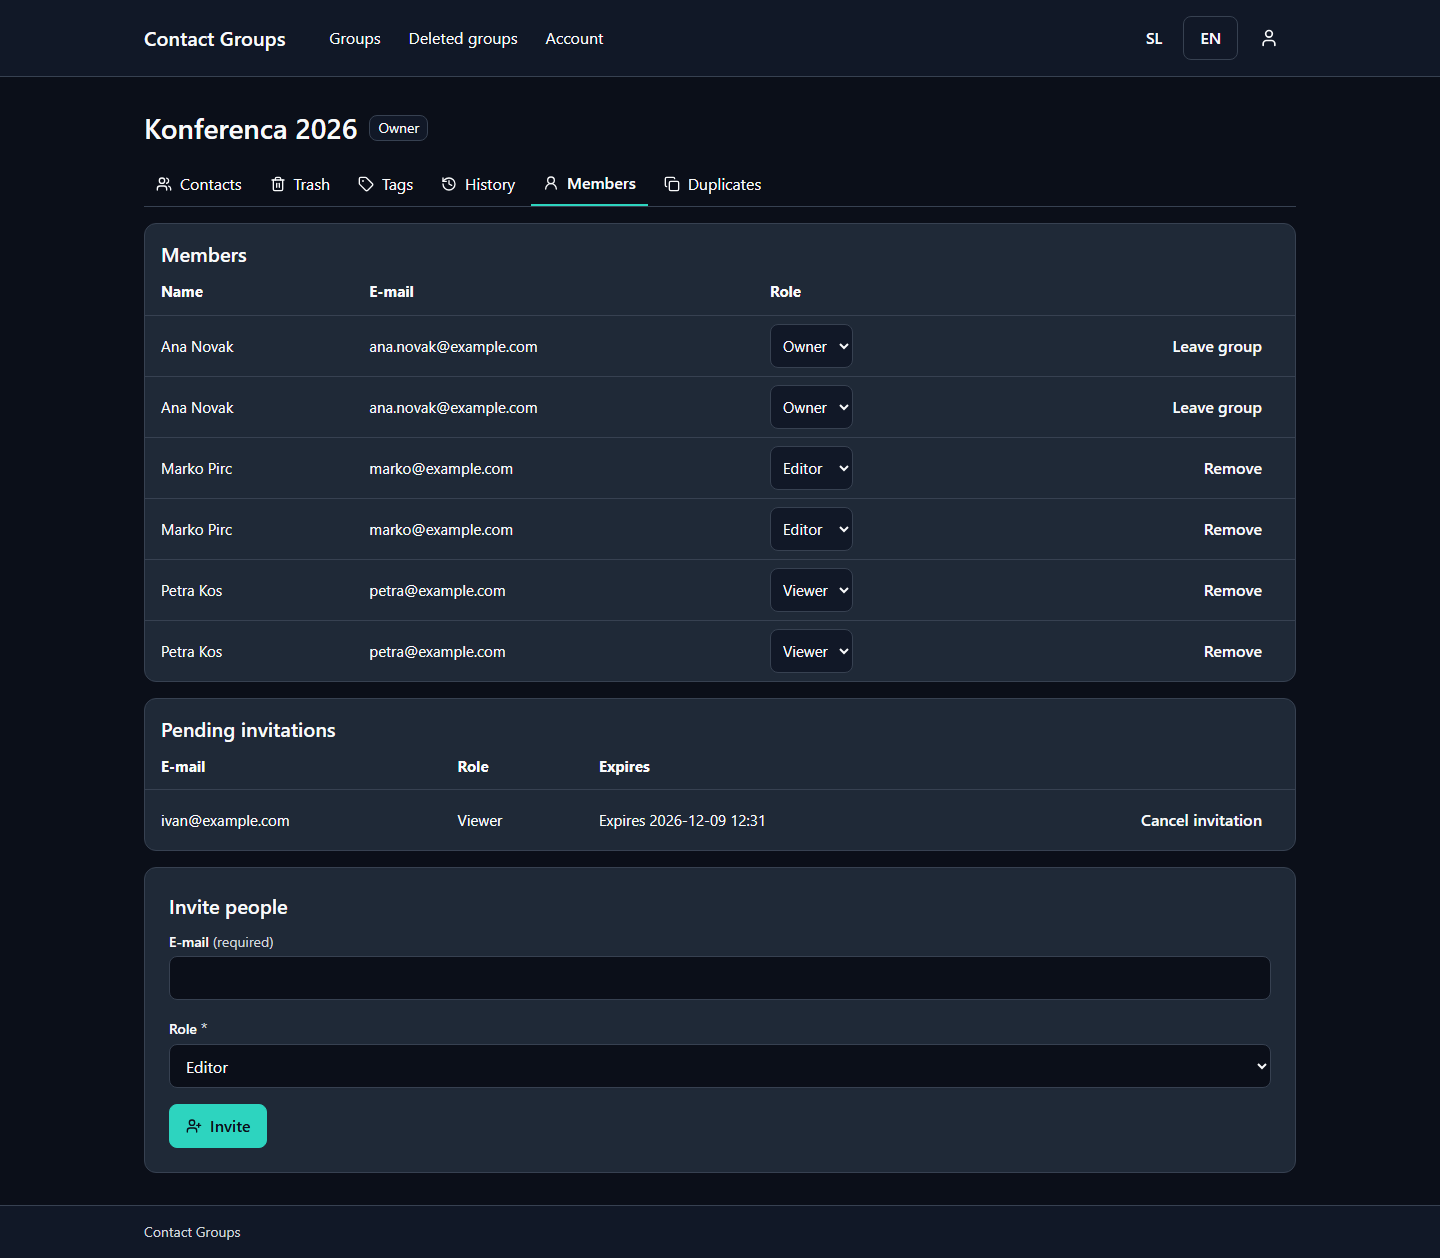 Contact Groups Groups Deleted groups Account SL EN
Konferenca 2026 Owner
Contacts Trash Tags History Members Duplicates
Members
Name E-mail Role
Ana Novak ana.novak@example.com Owner Leave group
Ana Novak ana.novak@example.com Owner Leave group
Marko Pirc marko@example.com Editor Remove
Marko Pirc marko@example.com Editor Remove
Petra Kos petra@example.com Viewer Remove
Petra Kos petra@example.com Viewer Remove
Pending invitations
E-mail Role Expires
ivan@example.com Viewer Expires 2026-12-09 12:31 Cancel invitation
Invite people
E-mail (required)
Role *
Editor
Invite
Contact Groups